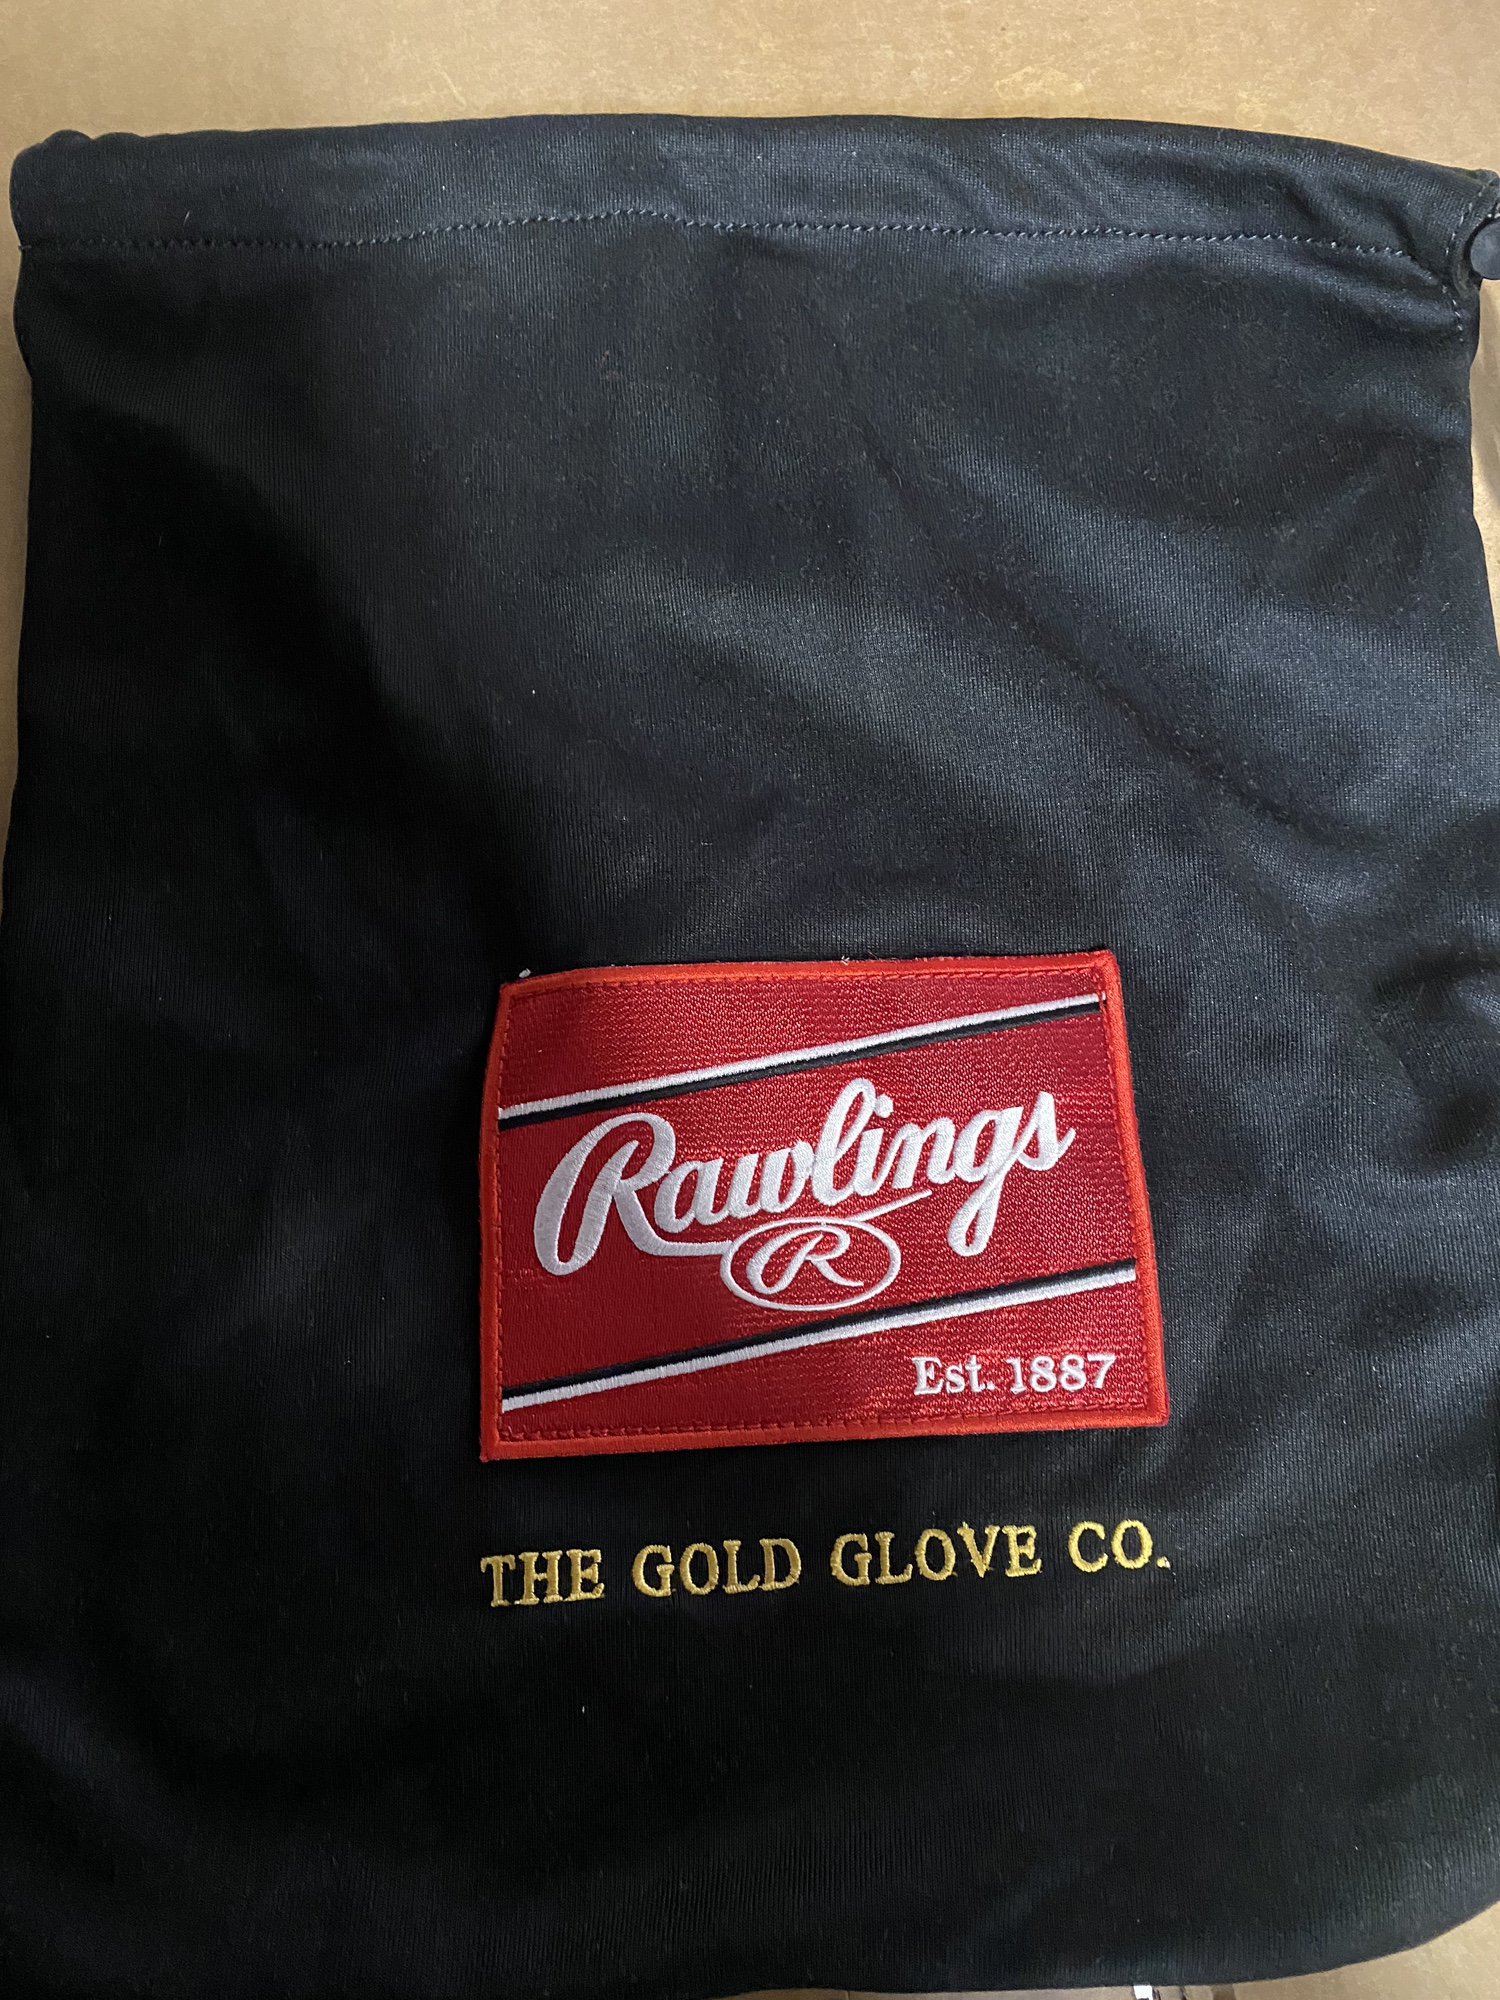 Rawlings
R
Est. 1887
THE GOLD GLOVE CO.